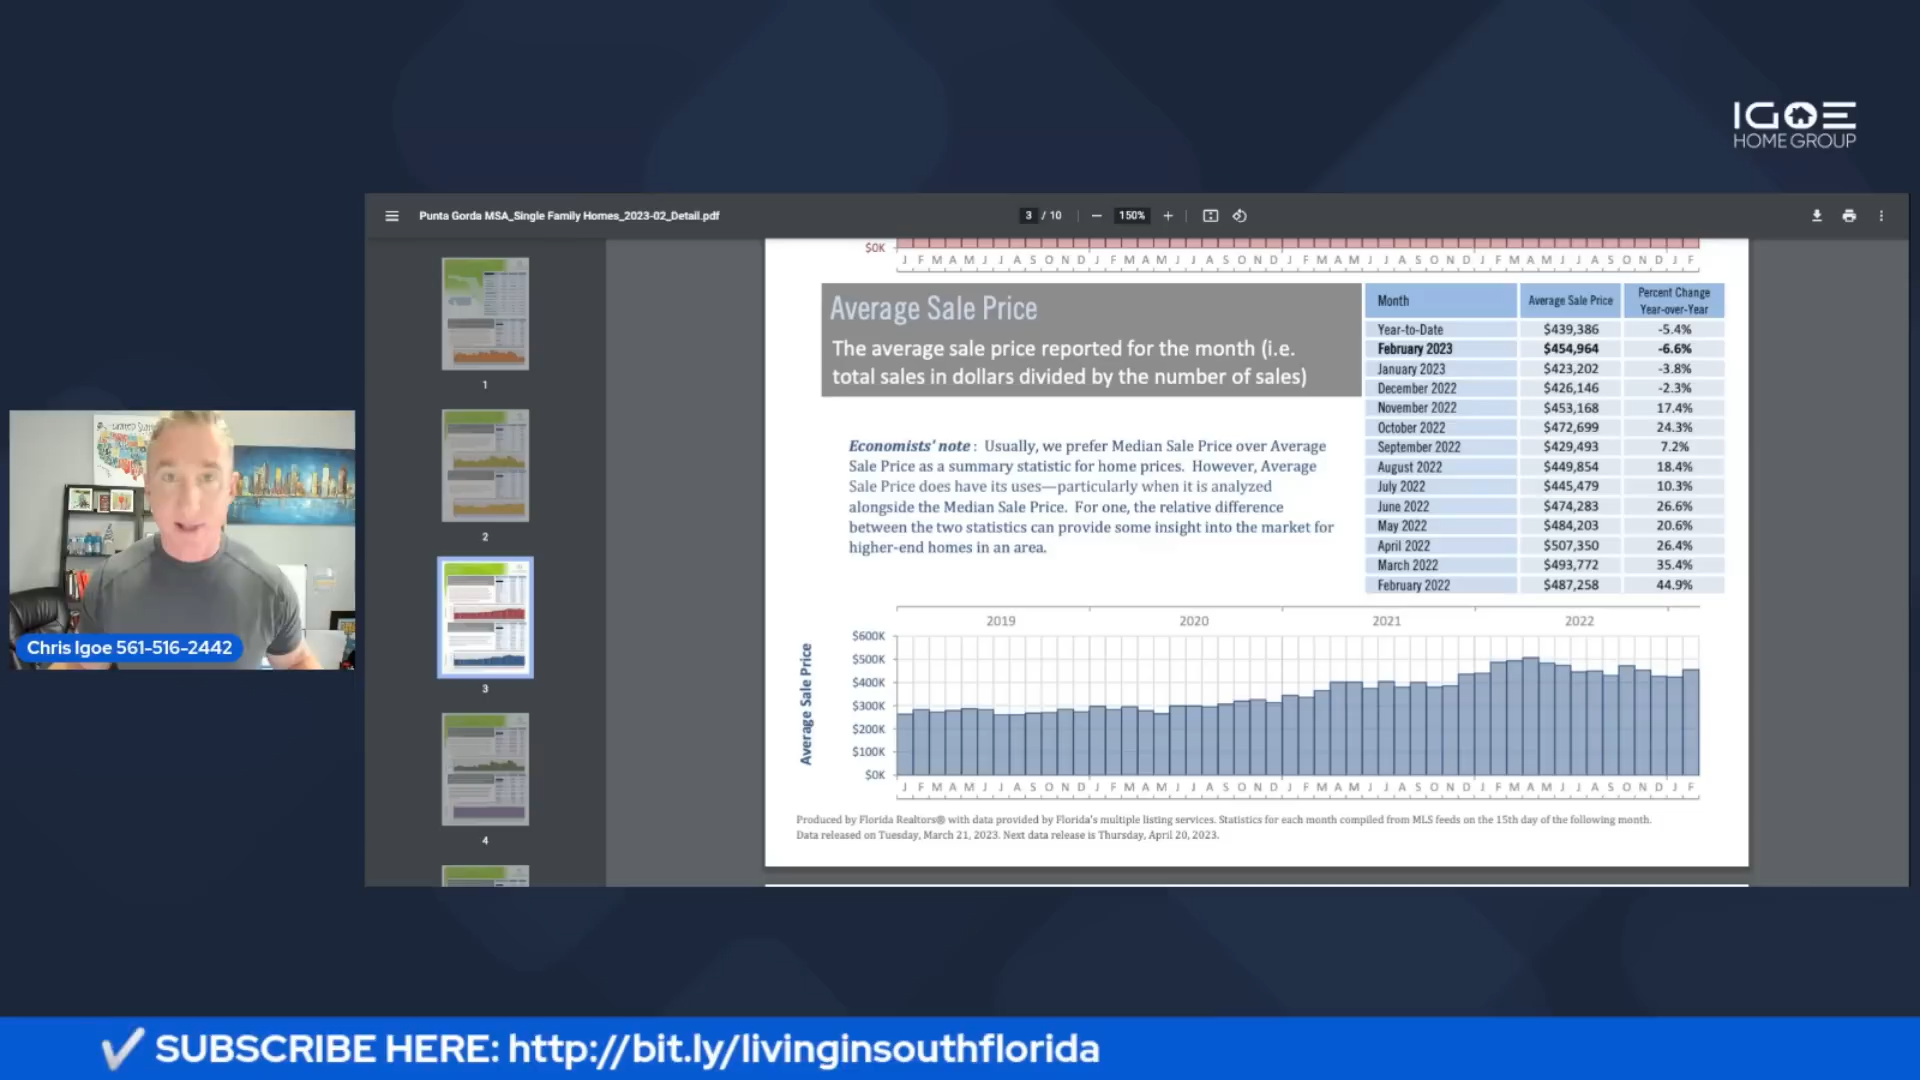 IGOE
HOME GROUP
Punta Gorda MSA_Single Family Homes_2023-02_Detail.pdf
3 / 10
150%
1
2
3
4
$0K
J F M A M J J A S O N D J F M A M J J A S O N D J F M A M J J A S O N D J F M A M J J A S O N D J F
Average Sale Price
The average sale price reported for the month (i.e.
total sales in dollars divided by the number of sales)
Economists' note : Usually, we prefer Median Sale Price over Average
Sale Price as a summary statistic for home prices. However, Average
Sale Price does have its uses—particularly when it is analyzed
alongside the Median Sale Price. For one, the relative difference
between the two statistics can provide some insight into the market for
higher-end homes in an area.
Month Average Sale Price Percent Change
Year-over-Year
Year-to-Date $439,386 -5.4%
February 2023 $454,964 -6.6%
January 2023 $423,202 -3.8%
December 2022 $426,146 -2.3%
November 2022 $453,168 17.4%
October 2022 $472,699 24.3%
September 2022 $429,493 7.2%
August 2022 $449,854 18.4%
July 2022 $445,479 10.3%
June 2022 $474,283 26.6%
May 2022 $484,203 20.6%
April 2022 $507,350 26.4%
March 2022 $493,772 35.4%
February 2022 $487,258 44.9%
2019 2020 2021 2022
Average Sale Price
$600K
$500K
$400K
$300K
$200K
$100K
$0K
J F M A M J J A S O N D J F M A M J J A S O N D J F M A M J J A S O N D J F M A M J J A S O N D J F
Produced by Florida Realtors® with data provided by Florida's multiple listing services. Statistics for each month compiled from MLS feeds on the 15th day of the following month.
Data released on Tuesday, March 21, 2023. Next data release is Thursday, April 20, 2023.
United States
Chris Igoe 561-516-2442
SUBSCRIBE HERE: http://bit.ly/livinginsouthflorida